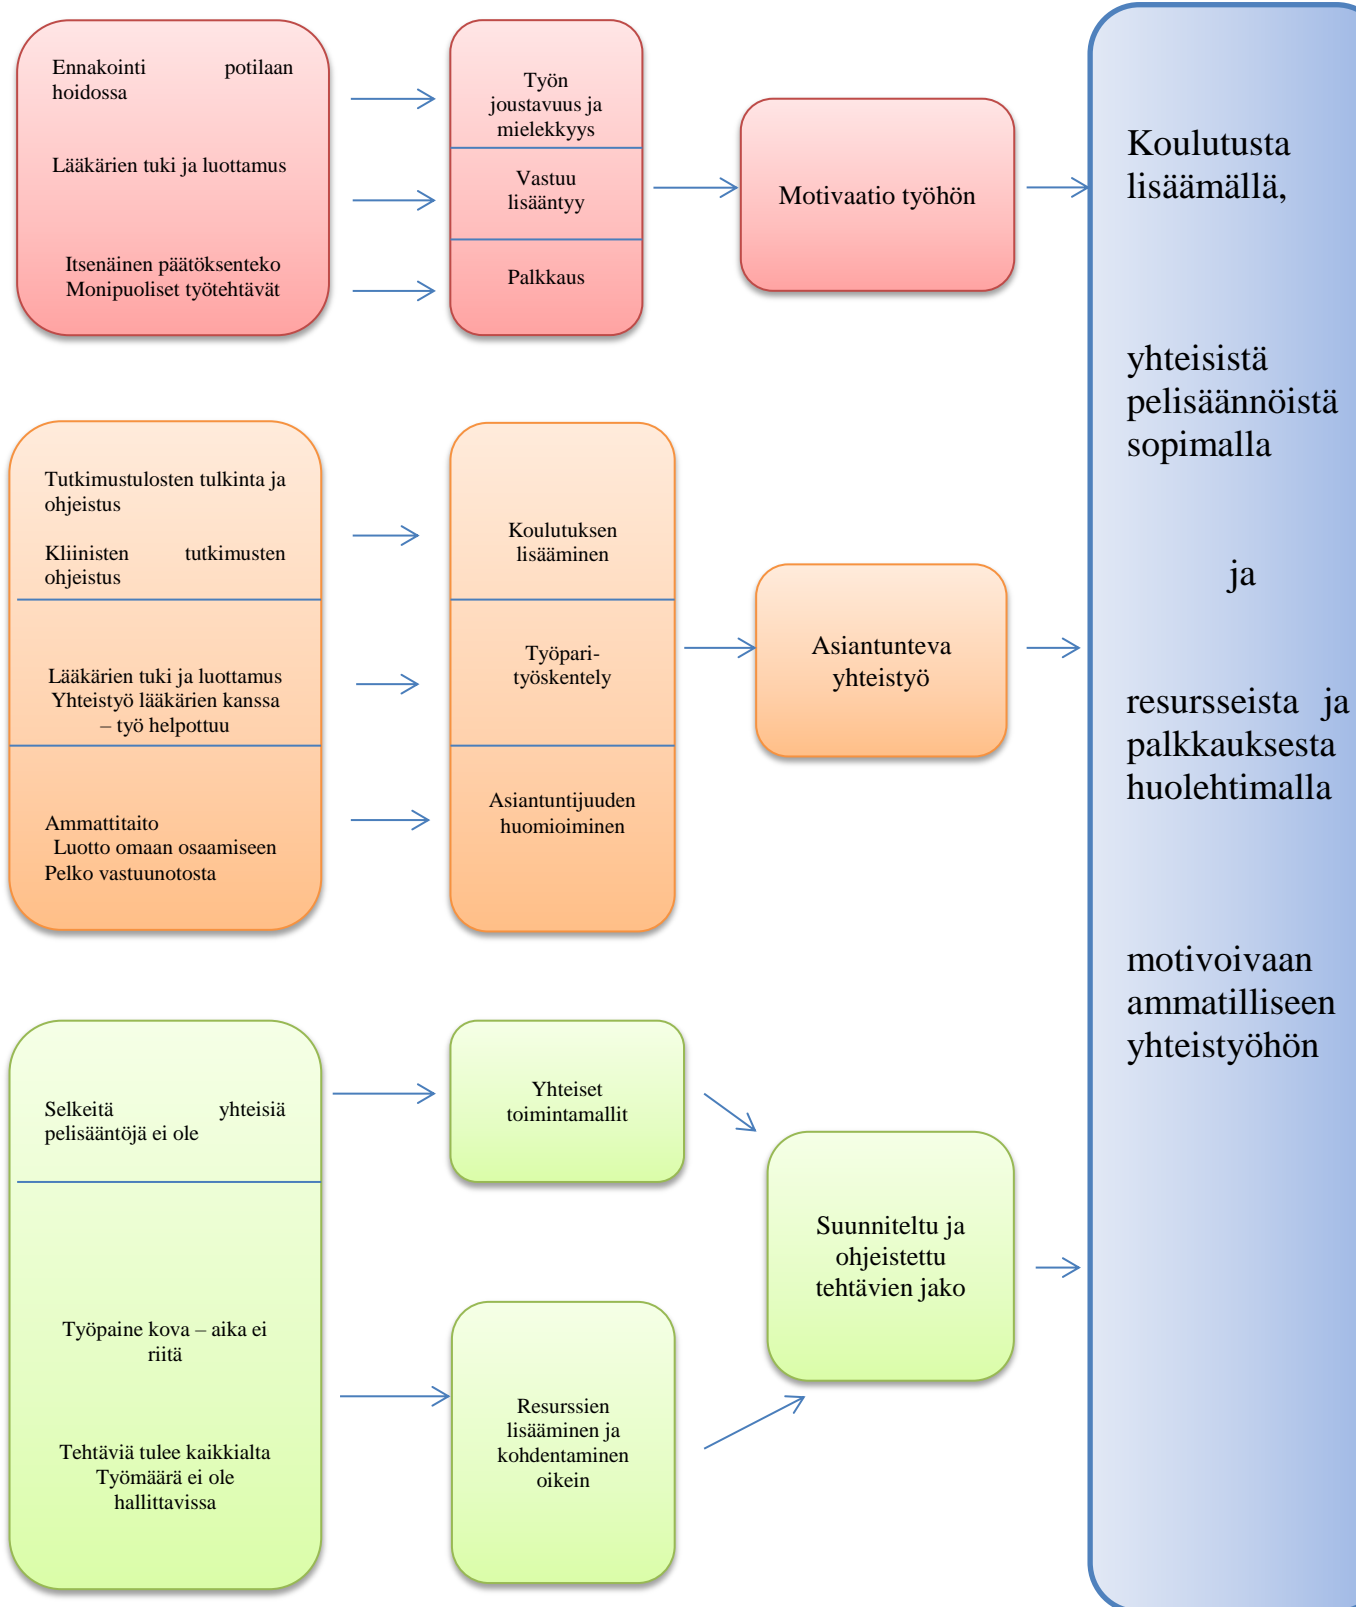 Ennakointi potilaan
hoidossa
Lääkärien tuki ja luottamus
Itsenäinen päätöksenteko
Monipuoliset työtehtävät
Työn
joustavuus ja
mielekkyys
Vastuu
lisääntyy
Palkkaus
Motivaatio työhön
Tutkimustulosten tulkinta ja
ohjeistus
Kliinisten tutkimusten
ohjeistus
Lääkärien tuki ja luottamus
Yhteistyö lääkärien kanssa
– työ helpottuu
Ammattitaito
Luotto omaan osaamiseen
Pelko vastuunotosta
Koulutuksen
lisääminen
Työpari-
työskentely
Asiantuntijuuden
huomioiminen
Asiantunteva
yhteistyö
Selkeitä yhteisiä
pelisääntöjä ei ole
Työpaine kova – aika ei
riitä
Tehtäviä tulee kaikkialta
Työmäärä ei ole
hallittavissa
Yhteiset
toimintamallit
Resurssien
lisääminen ja
kohdentaminen
oikein
Suunniteltu ja
ohjeistettu
tehtävien jako
Koulutusta
lisäämällä,
yhteisistä
pelisäännöistä
sopimalla
ja
resursseista ja
palkkauksesta
huolehtimalla
motivoivaan
ammatilliseen
yhteistyöhön